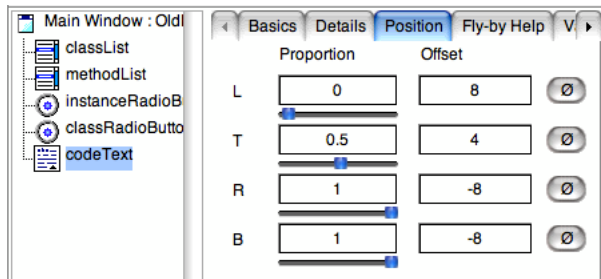 Main Window : Old
classList
methodList
instanceRadioB
classRadioButto
codeText
Basics Details Position Fly-by Help V
Proportion Offset
L 0 8 Ø
T 0.5 4 Ø
R 1 -8 Ø
B 1 -8 Ø